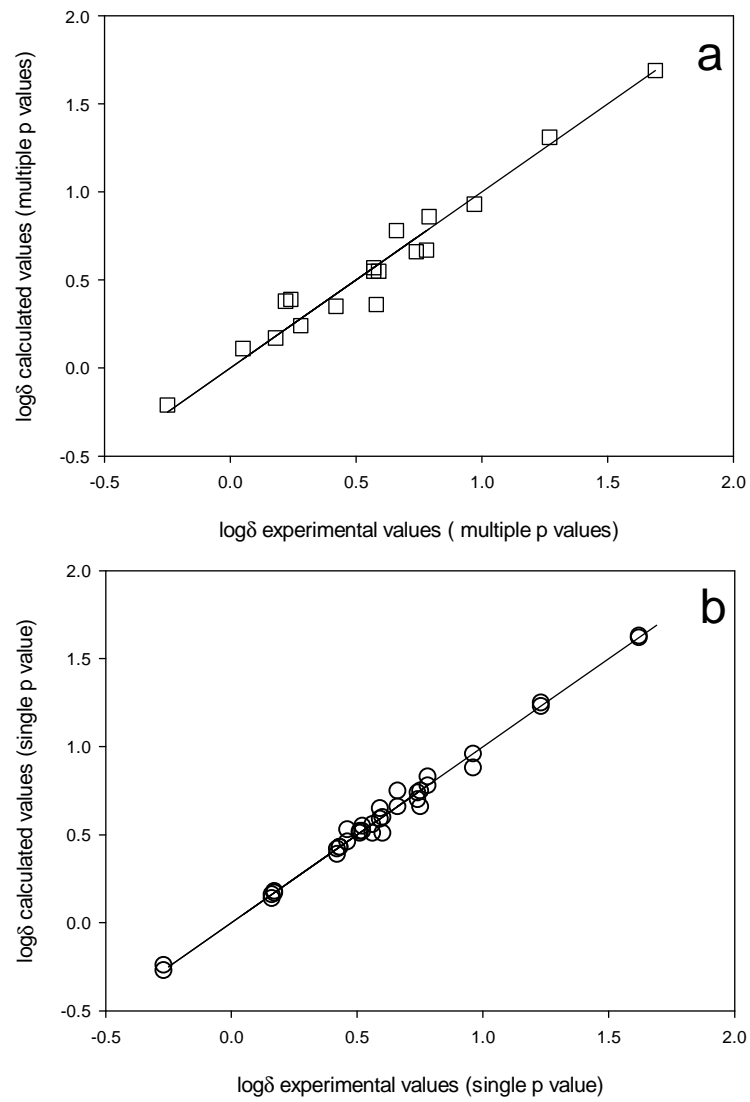 a
2.0
1.5
1.0
0.5
0.0
-0.5
-0.5 0.0 0.5 1.0 1.5 2.0
logδ calculated values (multiple p values)
logδ experimental values ( multiple p values)
b
2.0
1.5
1.0
0.5
0.0
-0.5
-0.5 0.0 0.5 1.0 1.5 2.0
logδ calculated values (single p value)
logδ experimental values (single p value)